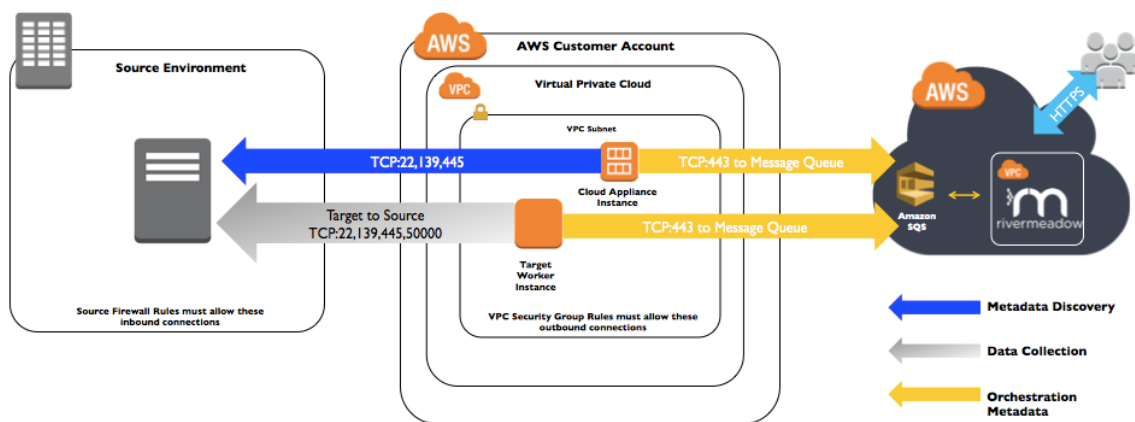 AWS
AWS Customer Account
Source Environment
VPC
Virtual Private Cloud
AWS
HTTPS
VPC Subnet
TCP:22,139,445
TCP:443 to Message Queue
Cloud Appliance
Instance
VPC
m
rivermeadow
Amazon
SQS
Target to Source
TCP:22,139,445,50000
TCP:443 to Message Queue
Target
Worker
Instance
Source Firewall Rules must allow these
inbound connections
VPC Security Group Rules must allow these
outbound connections
Metadata Discovery
Data Collection
Orchestration
Metadata